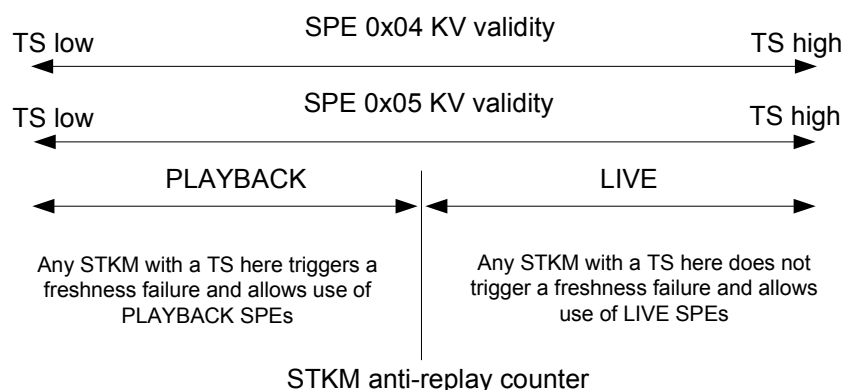 SPE 0x04 KV validity
TS low
TS high
SPE 0x05 KV validity
TS low
TS high
PLAYBACK
LIVE
Any STKM with a TS here triggers a
freshness failure and allows use of
PLAYBACK SPEs
Any STKM with a TS here does not
trigger a freshness failure and allows
use of LIVE SPEs
STKM anti-replay counter